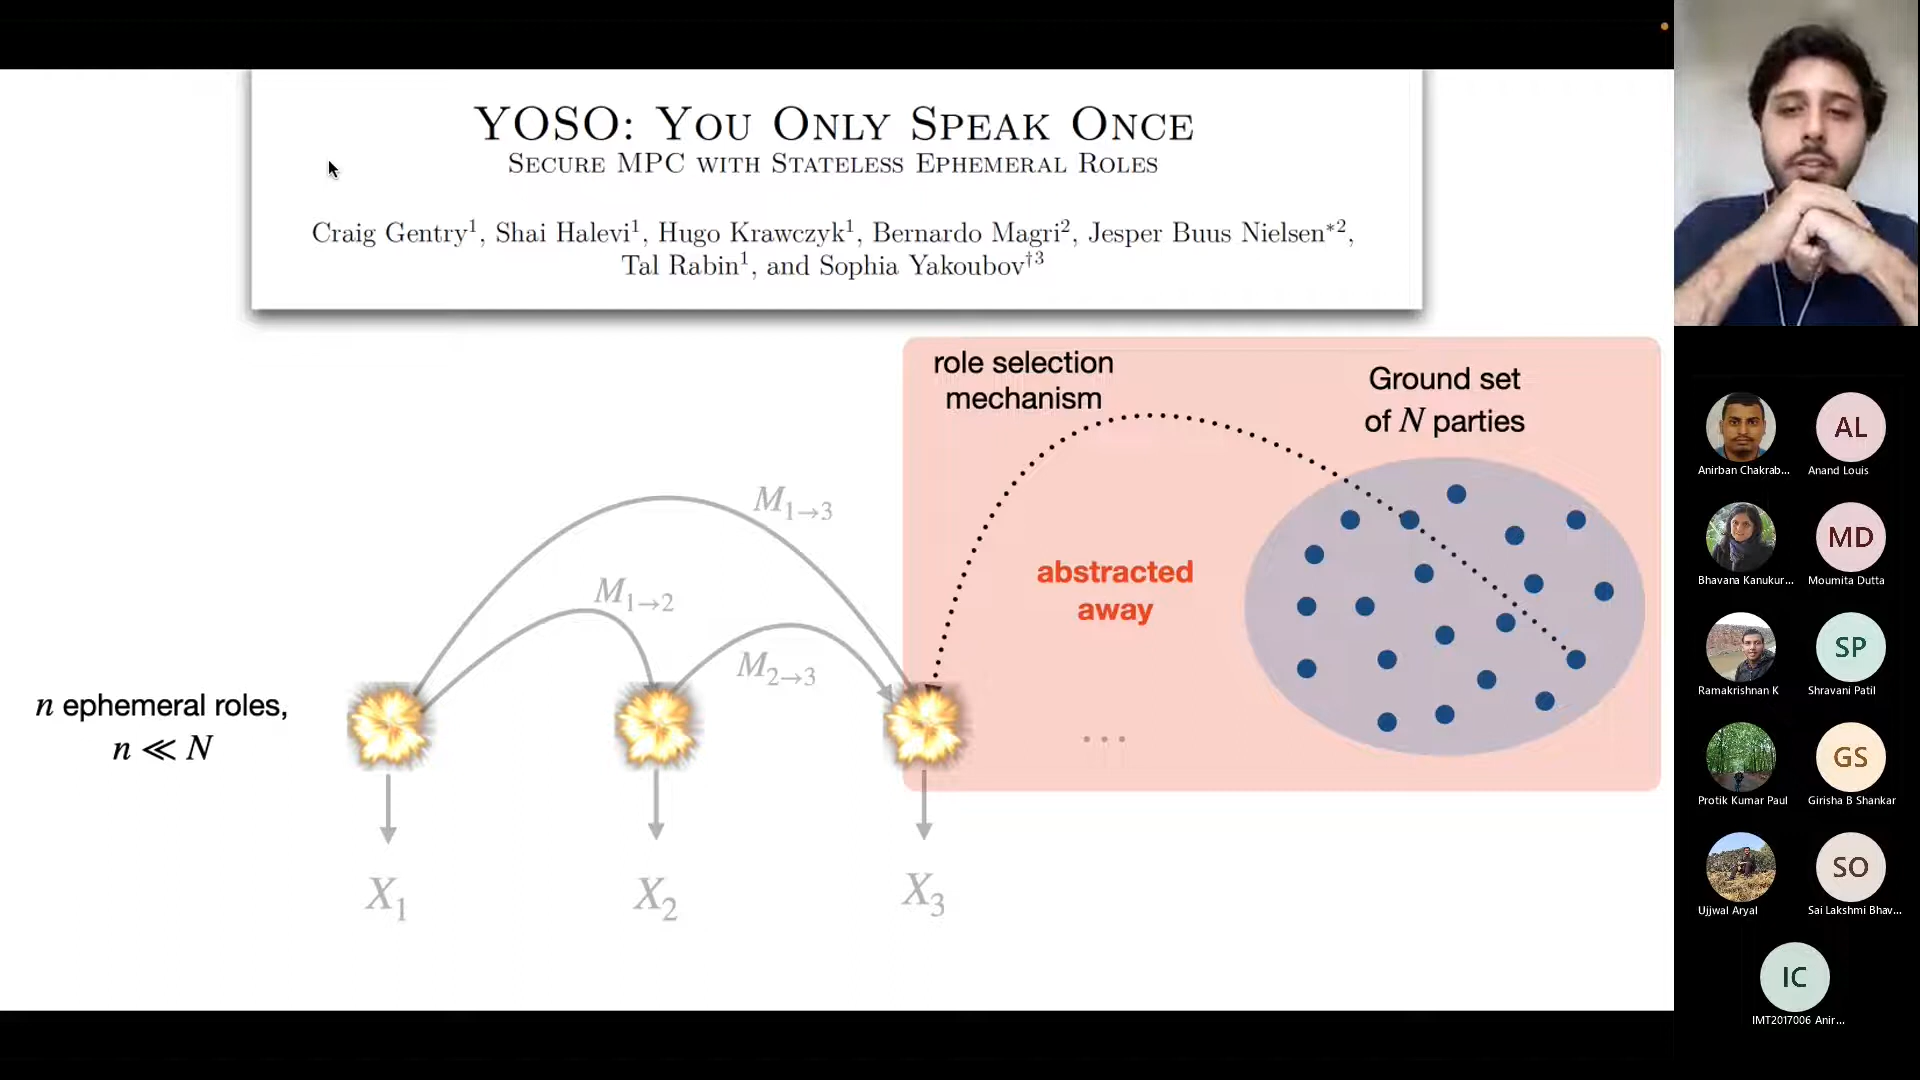 YOSO: YOU ONLY SPEAK ONCE
SECURE MPC WITH STATELESS EPHEMERAL ROLES
Craig Gentry¹, Shai Halevi¹, Hugo Krawczyk¹, Bernardo Magri², Jesper Buus Nielsen*²,
Tal Rabin¹, and Sophia Yakoubov†³
role selection
mechanism
Ground set
of N parties
M₁→₃
M₁→₂
M₂→₃
abstracted
away
n ephemeral roles,
n ≪ N
...
X₁
X₂
X₃
Anirban Chakrab...
AL
Anand Louis
Bhavana Kanukur...
MD
Moumita Dutta
Ramakrishnan K
SP
Shravani Patil
Protik Kumar Paul
GS
Girisha B Shankar
Ujjwal Aryal
SO
Sai Lakshmi Bhav...
IC
IMT2017006 Anir...